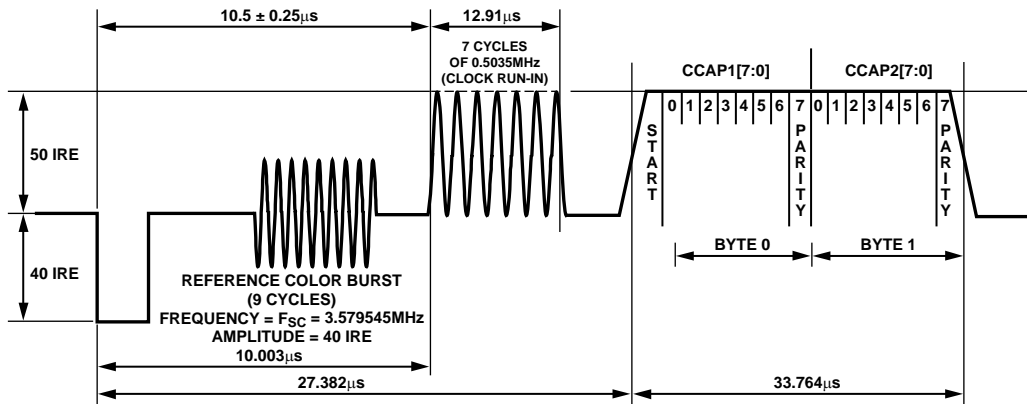 10.5 ± 0.25μs
12.91μs
7 CYCLES
OF 0.5035MHz
(CLOCK RUN-IN)
CCAP1[7:0]
CCAP2[7:0]
0 1 2 3 4 5 6 7 0 1 2 3 4 5 6 7
START
PARITY
PARITY
50 IRE
40 IRE
BYTE 0
BYTE 1
REFERENCE COLOR BURST
(9 CYCLES)
FREQUENCY = FSC = 3.579545MHz
AMPLITUDE = 40 IRE
10.003μs
27.382μs
33.764μs